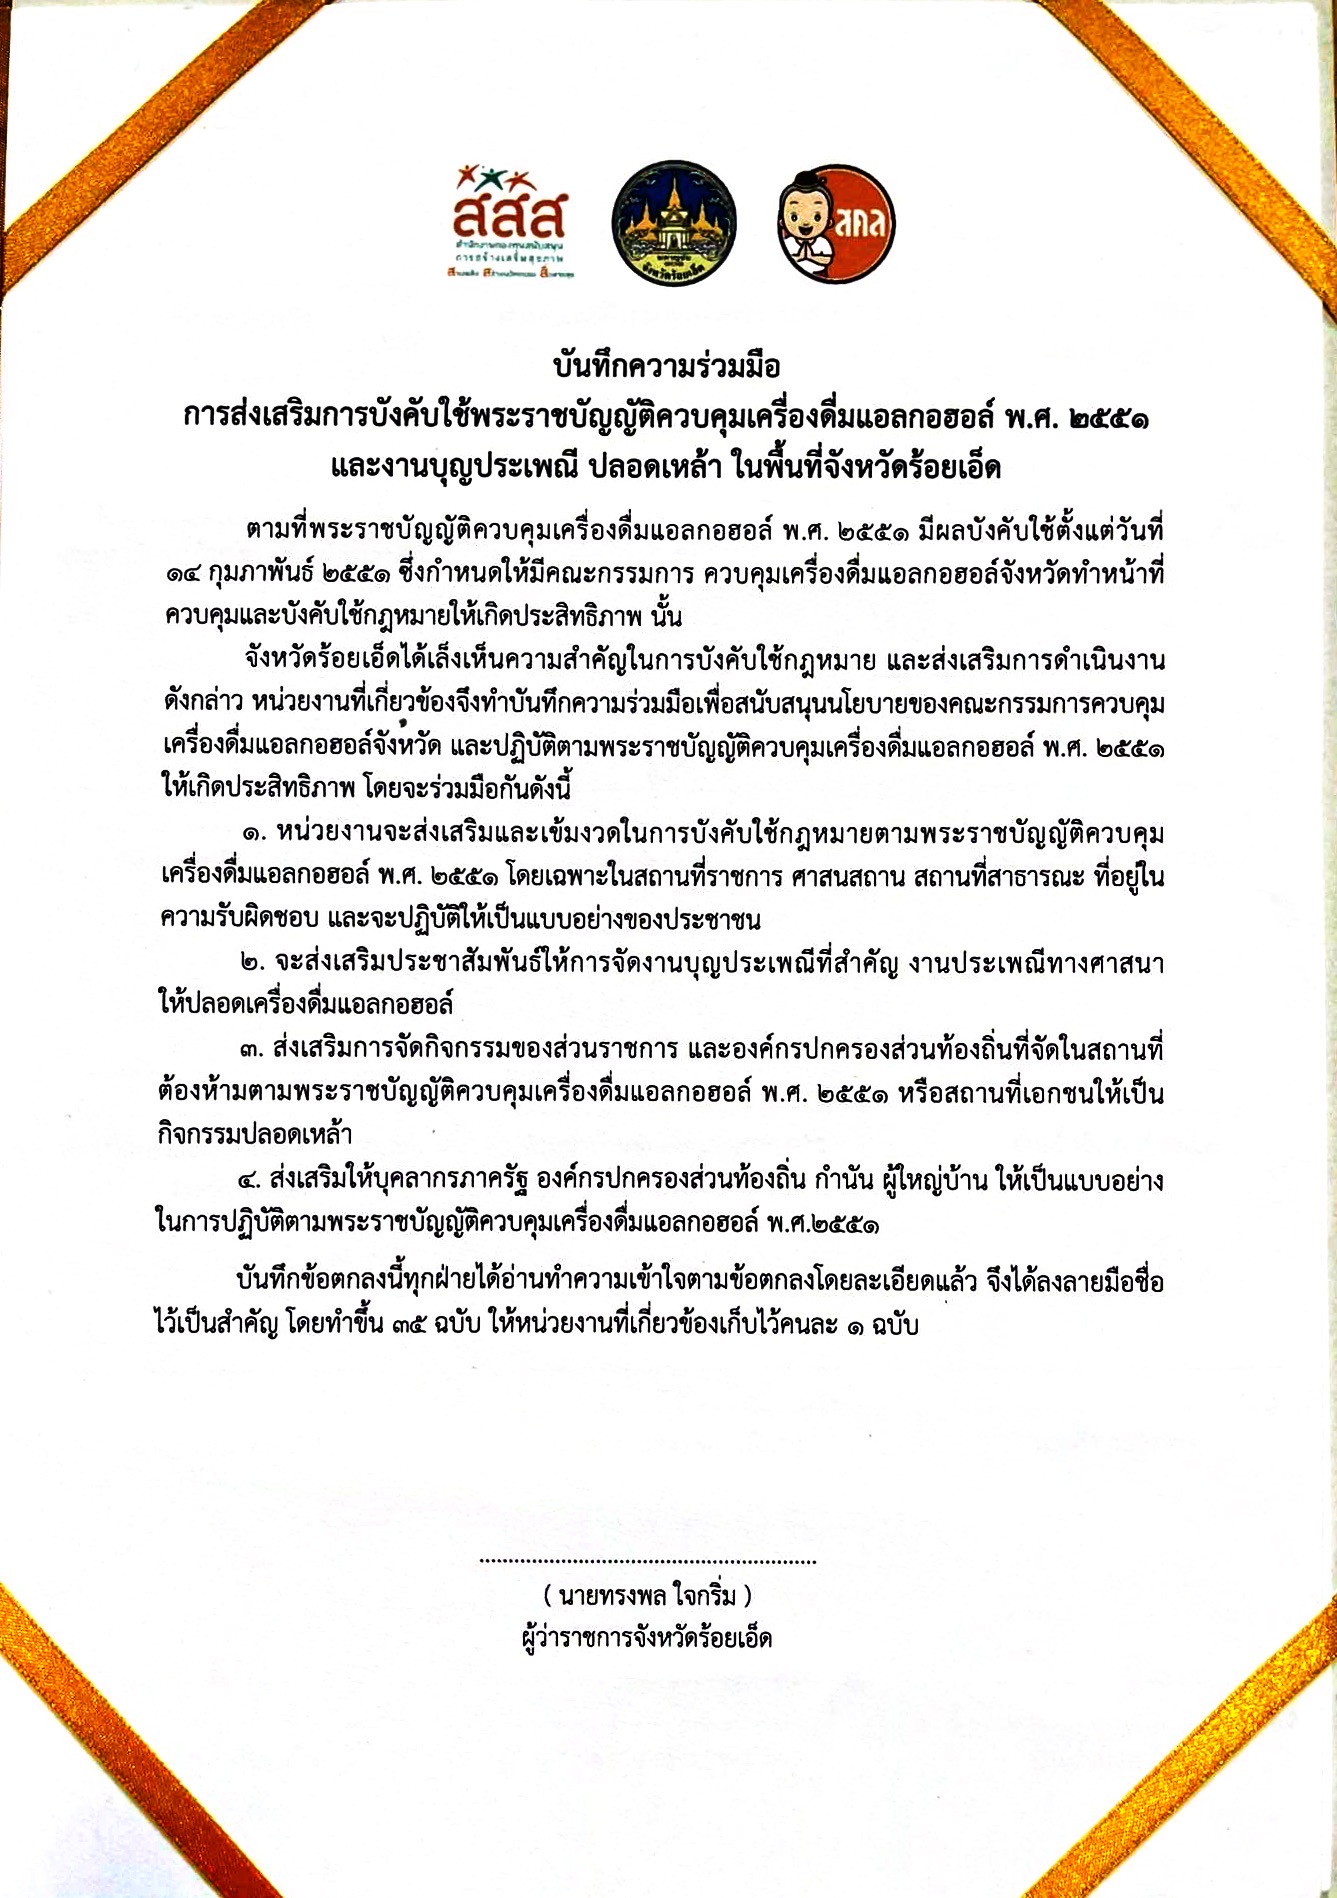 สสส
สำนักงานกองทุนสนับสนุน
การสร้างเสริมสุขภาพ
จังหวัดร้อยเอ็ด
สคล
บันทึกความร่วมมือ
การส่งเสริมการบังคับใช้พระราชบัญญัติควบคุมเครื่องดื่มแอลกอฮอล์ พ.ศ. ๒๕๕๑
และงานบุญประเพณี ปลอดเหล้า ในพื้นที่จังหวัดร้อยเอ็ด
ตามที่พระราชบัญญัติควบคุมเครื่องดื่มแอลกอฮอล์ พ.ศ. ๒๕๕๑ มีผลบังคับใช้ตั้งแต่วันที่
๑๔ กุมภาพันธ์ ๒๕๕๑ ซึ่งกำหนดให้มีคณะกรรมการ ควบคุมเครื่องดื่มแอลกอฮอล์จังหวัดทำหน้าที่
ควบคุมและบังคับใช้กฎหมายให้เกิดประสิทธิภาพ นั้น
จังหวัดร้อยเอ็ดได้เล็งเห็นความสำคัญในการบังคับใช้กฎหมาย และส่งเสริมการดำเนินงาน
ดังกล่าว หน่วยงานที่เกี่ยวข้องจึงทำบันทึกความร่วมมือเพื่อสนับสนุนนโยบายของคณะกรรมการควบคุม
เครื่องดื่มแอลกอฮอล์จังหวัด และปฏิบัติตามพระราชบัญญัติควบคุมเครื่องดื่มแอลกอฮอล์ พ.ศ. ๒๕๕๑
ให้เกิดประสิทธิภาพ โดยจะร่วมมือกันดังนี้
๑. หน่วยงานจะส่งเสริมและเข้มงวดในการบังคับใช้กฎหมายตามพระราชบัญญัติควบคุม
เครื่องดื่มแอลกอฮอล์ พ.ศ. ๒๕๕๑ โดยเฉพาะในสถานที่ราชการ ศาสนสถาน สถานที่สาธารณะ ที่อยู่ใน
ความรับผิดชอบ และจะปฏิบัติให้เป็นแบบอย่างของประชาชน
๒. จะส่งเสริมประชาสัมพันธ์ให้การจัดงานบุญประเพณีที่สำคัญ งานประเพณีทางศาสนา
ให้ปลอดเครื่องดื่มแอลกอฮอล์
๓. ส่งเสริมการจัดกิจกรรมของส่วนราชการ และองค์กรปกครองส่วนท้องถิ่นที่จัดในสถานที่
ต้องห้ามตามพระราชบัญญัติควบคุมเครื่องดื่มแอลกอฮอล์ พ.ศ. ๒๕๕๑ หรือสถานที่เอกชนให้เป็น
กิจกรรมปลอดเหล้า
๔. ส่งเสริมให้บุคลากรภาครัฐ องค์กรปกครองส่วนท้องถิ่น กำนัน ผู้ใหญ่บ้าน ให้เป็นแบบอย่าง
ในการปฏิบัติตามพระราชบัญญัติควบคุมเครื่องดื่มแอลกอฮอล์ พ.ศ.๒๕๕๑
บันทึกข้อตกลงนี้ทุกฝ่ายได้อ่านทำความเข้าใจตามข้อตกลงโดยละเอียดแล้ว จึงได้ลงลายมือชื่อ
ไว้เป็นสำคัญ โดยทำขึ้น ๓๕ ฉบับ ให้หน่วยงานที่เกี่ยวข้องเก็บไว้คนละ ๑ ฉบับ
( นายทรงพล ใจกริ่ม )
ผู้ว่าราชการจังหวัดร้อยเอ็ด